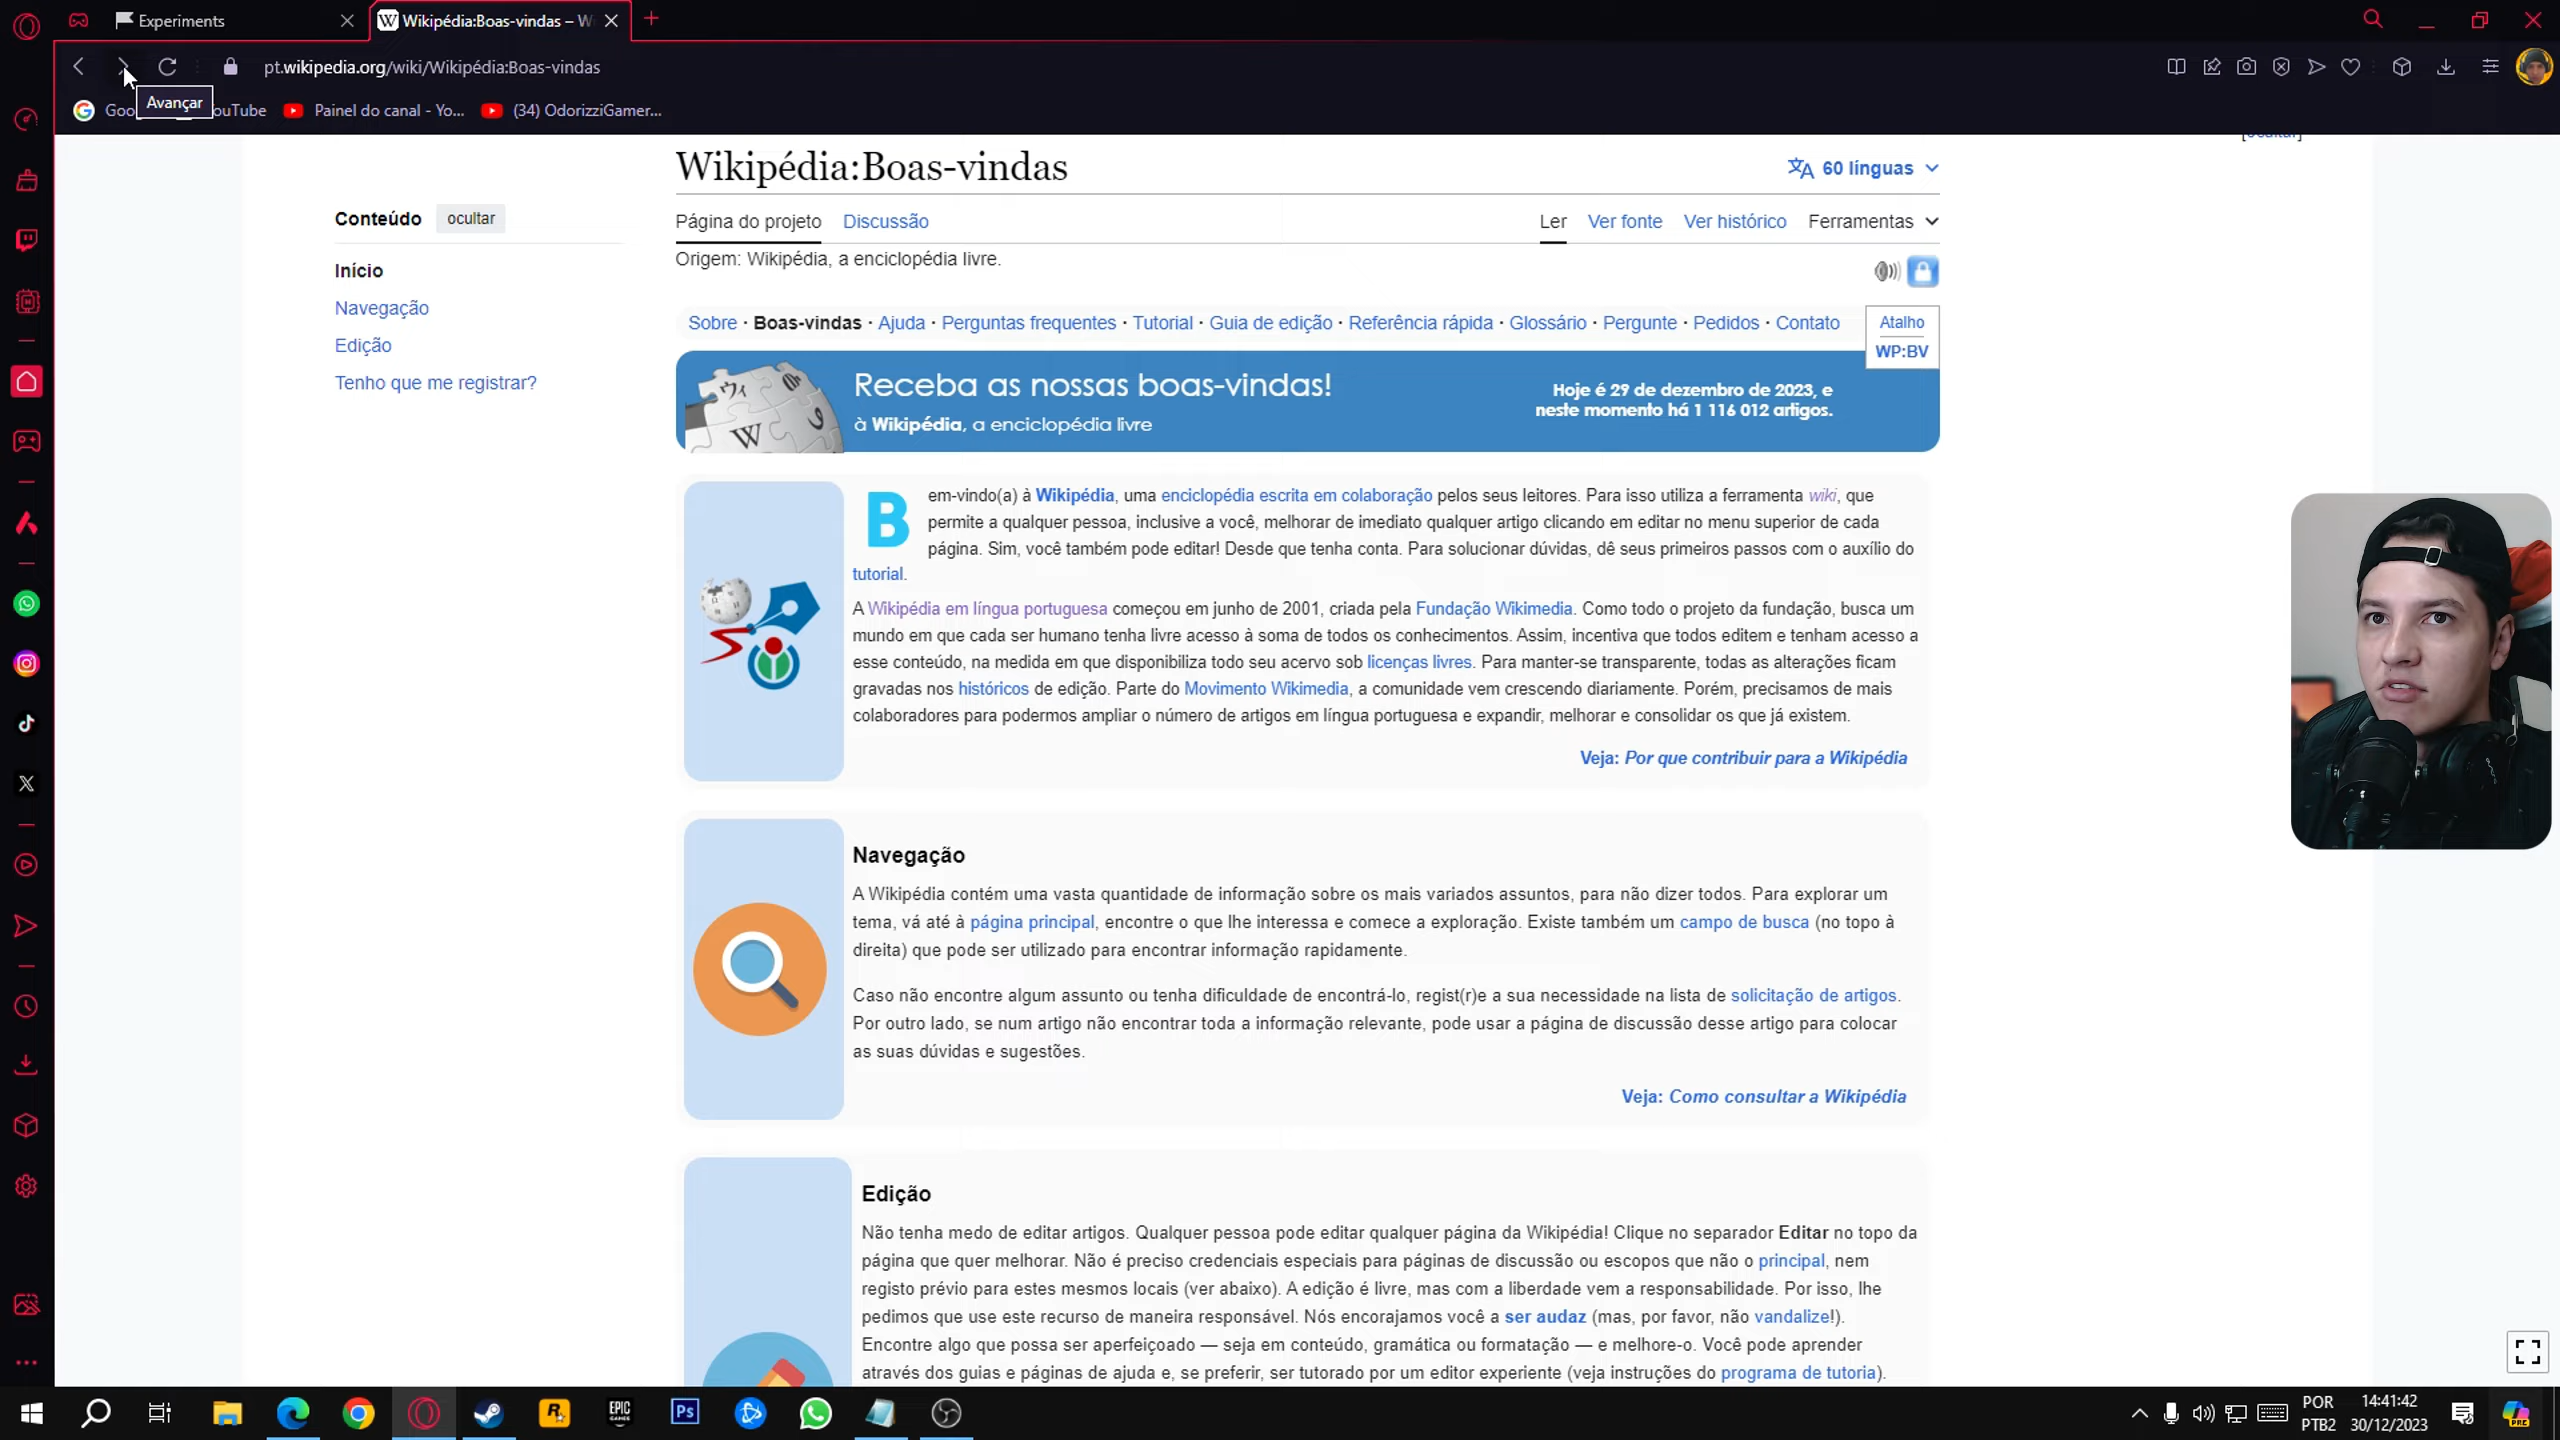 Experiments
Wikipédia:Boas-vindas – W
pt.wikipedia.org/wiki/Wikipédia:Boas-vindas
Avançar
Painel do canal - Yo...
(34) OdorizziGamer...
Wikipédia:Boas-vindas
60 línguas
Conteúdo ocultar
Página do projeto Discussão
Ler Ver fonte Ver histórico Ferramentas
Origem: Wikipédia, a enciclopédia livre.
Início
Navegação
Edição
Tenho que me registrar?
Sobre · Boas-vindas · Ajuda · Perguntas frequentes · Tutorial · Guia de edição · Referência rápida · Glossário · Pergunte · Pedidos · Contato
Atalho
WP:BV
Receba as nossas boas-vindas!
à Wikipédia, a enciclopédia livre
Hoje é 29 de dezembro de 2023, e
neste momento há 1 116 012 artigos.
Bem-vindo(a) à Wikipédia, uma enciclopédia escrita em colaboração pelos seus leitores. Para isso utiliza a ferramenta wiki, que
permite a qualquer pessoa, inclusive a você, melhorar de imediato qualquer artigo clicando em editar no menu superior de cada
página. Sim, você também pode editar! Desde que tenha conta. Para solucionar dúvidas, dê seus primeiros passos com o auxílio do
tutorial.
A Wikipédia em língua portuguesa começou em junho de 2001, criada pela Fundação Wikimedia. Como todo o projeto da fundação, busca um
mundo em que cada ser humano tenha livre acesso à soma de todos os conhecimentos. Assim, incentiva que todos editem e tenham acesso a
esse conteúdo, na medida em que disponibiliza todo seu acervo sob licenças livres. Para manter-se transparente, todas as alterações ficam
gravadas nos históricos de edição. Parte do Movimento Wikimedia, a comunidade vem crescendo diariamente. Porém, precisamos de mais
colaboradores para podermos ampliar o número de artigos em língua portuguesa e expandir, melhorar e consolidar os que já existem.
Veja: Por que contribuir para a Wikipédia
Navegação
A Wikipédia contém uma vasta quantidade de informação sobre os mais variados assuntos, para não dizer todos. Para explorar um
tema, vá até à página principal, encontre o que lhe interessa e comece a exploração. Existe também um campo de busca (no topo à
direita) que pode ser utilizado para encontrar informação rapidamente.
Caso não encontre algum assunto ou tenha dificuldade de encontrá-lo, regist(r)e a sua necessidade na lista de solicitação de artigos.
Por outro lado, se num artigo não encontrar toda a informação relevante, pode usar a página de discussão desse artigo para colocar
as suas dúvidas e sugestões.
Veja: Como consultar a Wikipédia
Edição
Não tenha medo de editar artigos. Qualquer pessoa pode editar qualquer página da Wikipédia! Clique no separador Editar no topo da
página que quer melhorar. Não é preciso credenciais especiais para páginas de discussão ou escopos que não o principal, nem
registo prévio para estes mesmos locais (ver abaixo). A edição é livre, mas com a liberdade vem a responsabilidade. Por isso, lhe
pedimos que use este recurso de maneira responsável. Nós encorajamos você a ser audaz (mas, por favor, não vandalize!).
Encontre algo que possa ser aperfeiçoado — seja em conteúdo, gramática ou formatação — e melhore-o. Você pode aprender
através dos guias e páginas de ajuda e, se preferir, ser tutorado por um editor experiente (veja instruções do programa de tutoria).
EPIC
GAMES
Ps
POR
PTB2
14:41:42
30/12/2023
PRE